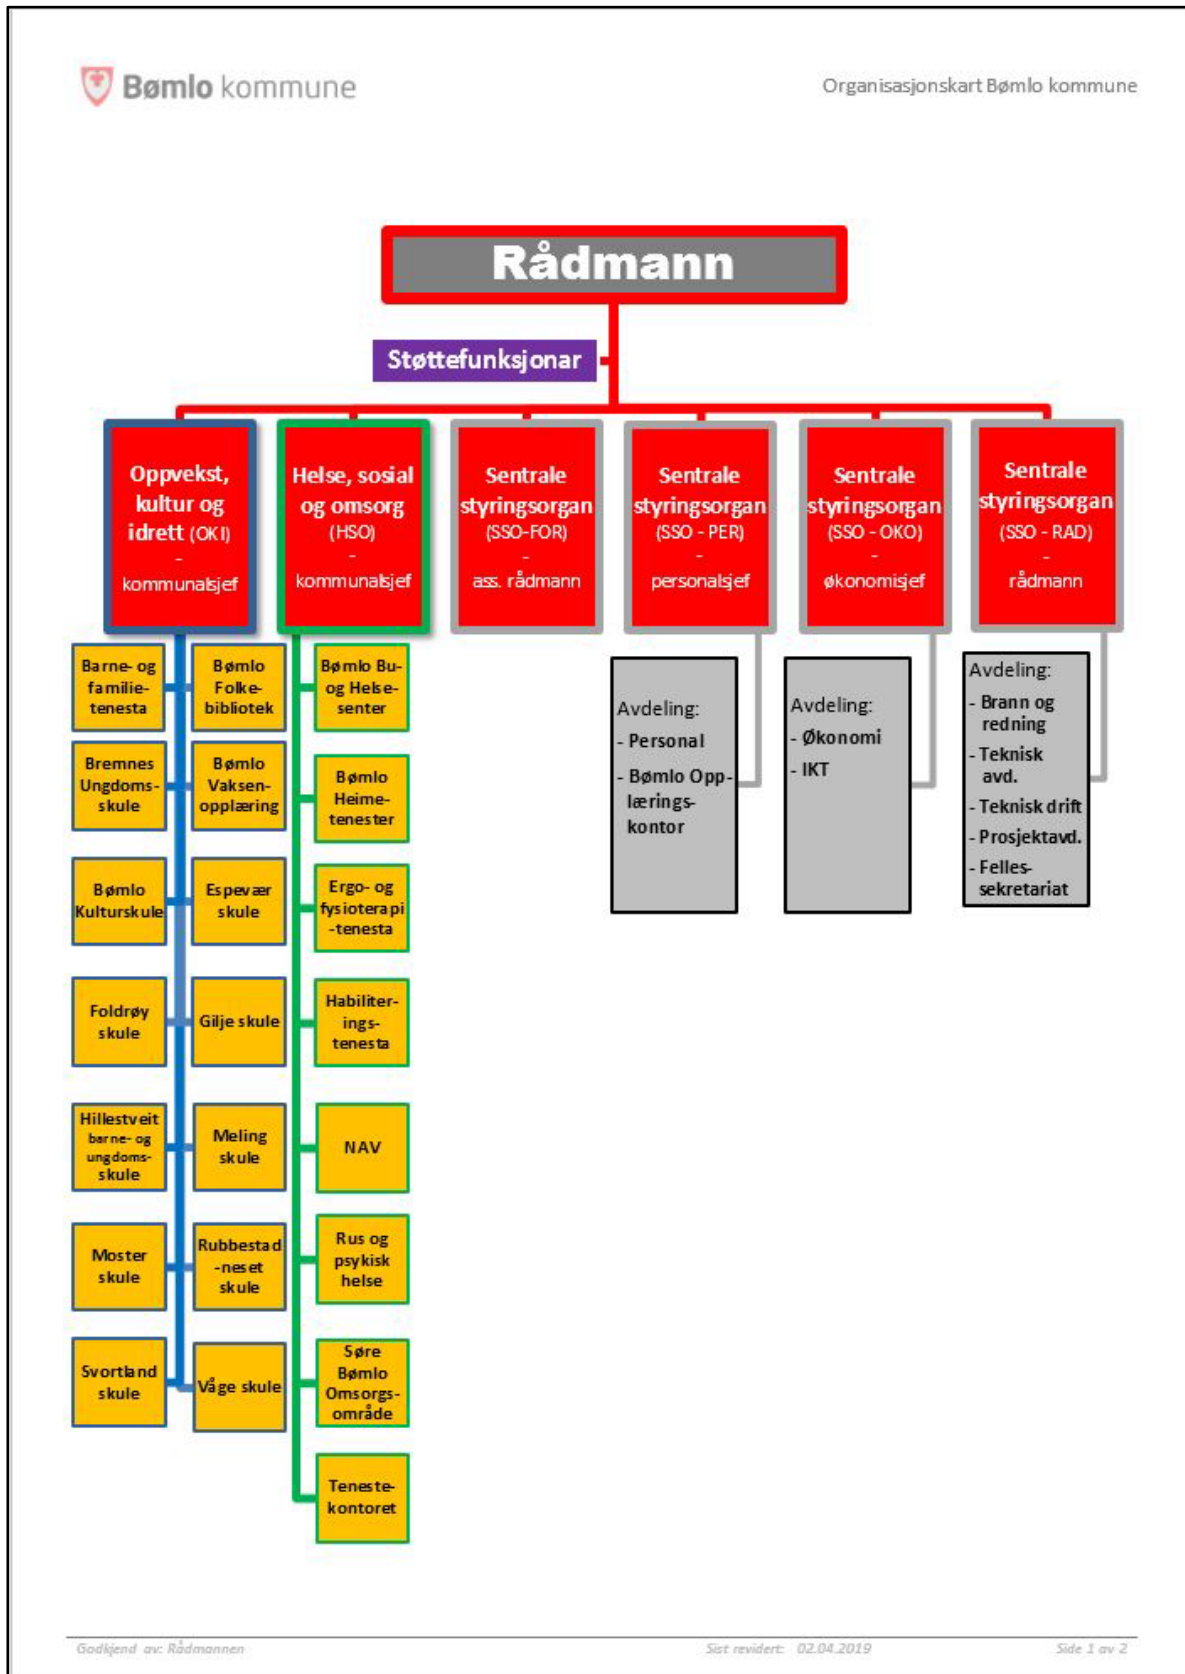 Bømlo kommune
Organisasjonskart Bømlo kommune
Rådmann
Støttefunksjonar
Oppvekst,
kultur og
idrett (OKI)
-
kommunalsjef
Helse, sosial
og omsorg
(HSO)
-
kommunalsjef
Sentrale
styringsorgan
(SSO-FOR)
-
ass. rådmann
Sentrale
styringsorgan
(SSO - PER)
-
personalsjef
Sentrale
styringsorgan
(SSO - OKO)
-
økonomisjef
Sentrale
styringsorgan
(SSO - RAD)
-
rådmann
Barne- og
familie-
tenesta
Bømlo
Folke-
bibliotek
Bremnes
Ungdoms-
skule
Bømlo
Vaksen-
opplæring
Bømlo
Kulturskule
Espevær
skule
Foldrøy
skule
Gilje skule
Hillestveit
barne- og
ungdoms-
skule
Meling
skule
Moster
skule
Rubbestad
-neset
skule
Svortland
skule
Våge skule
Bømlo Bu-
og Helse-
senter
Bømlo
Heime-
tenester
Ergo- og
fysioterapi
-tenesta
Habiliter-
ings-
tenesta
NAV
Rus og
psykisk
helse
Søre
Bømlo
Omsorgs-
område
Teneste-
kontoret
Avdeling:
- Personal
- Bømlo Opp-
lærings-
kontor
Avdeling:
- Økonomi
- IKT
Avdeling:
- Brann og
redning
- Teknisk
avd.
- Teknisk drift
- Prosjektavd.
- Felles-
sekretariat
Godkjend av: Rådmannen
Sist revidert: 02.04.2019
Side 1 av 2